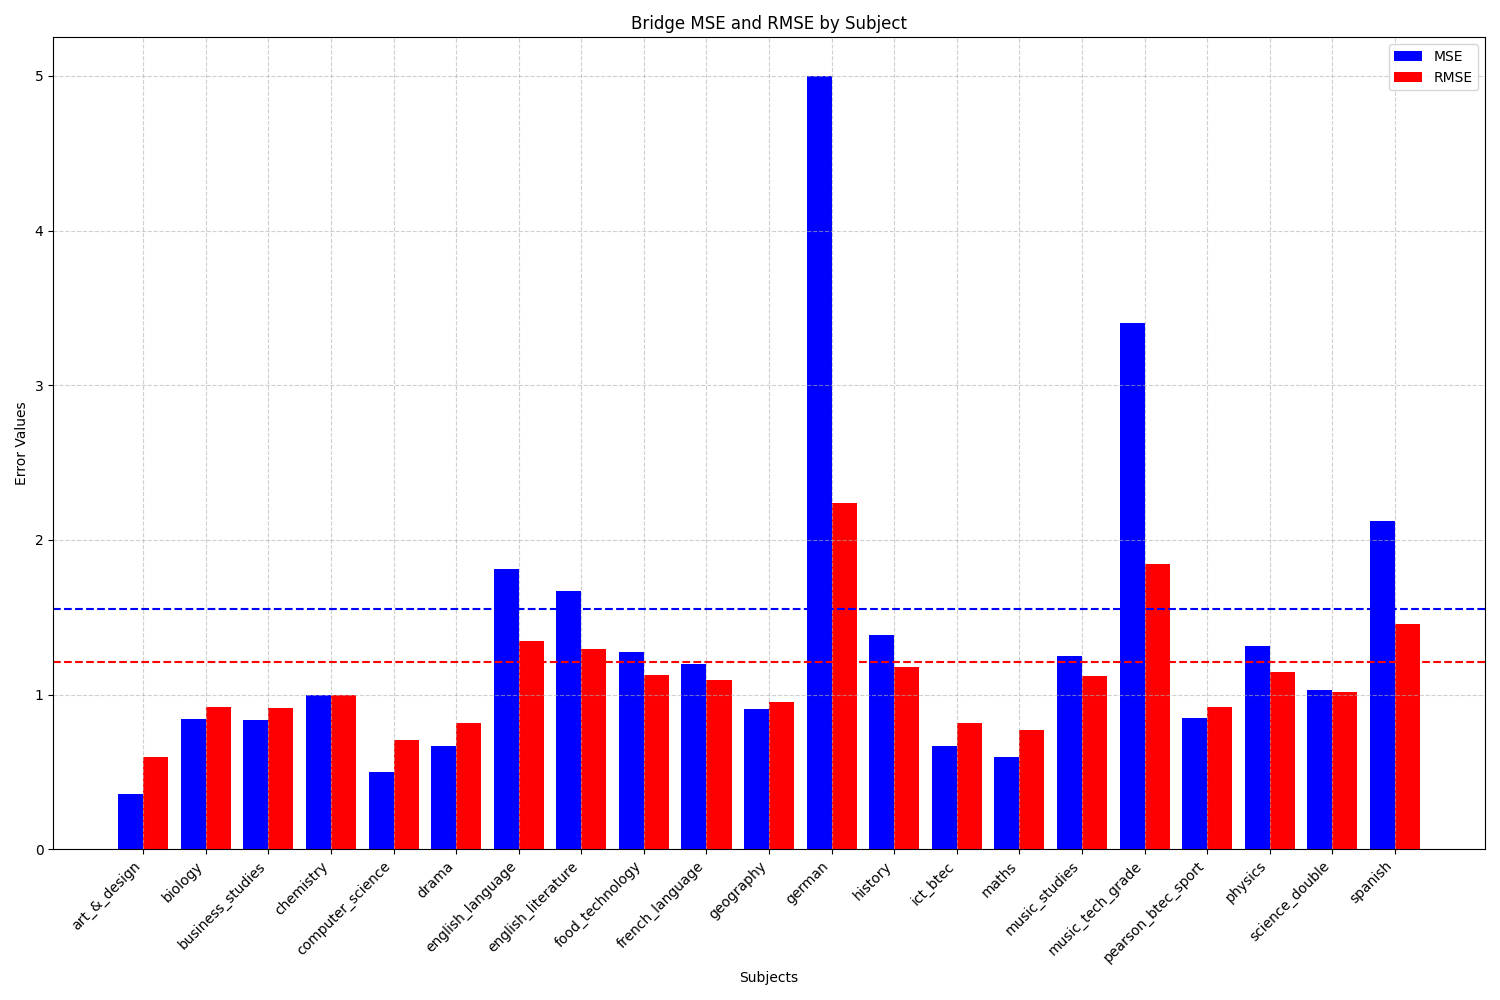 Bridge MSE and RMSE by Subject
MSE
RMSE
Error Values
5
4
3
2
1
0
art_&_design
biology
business_studies
chemistry
computer_science
drama
english_language
english_literature
food_technology
french_language
geography
german
history
ict_btec
maths
music_studies
music_tech_grade
pearson_btec_sport
physics
science_double
spanish
Subjects